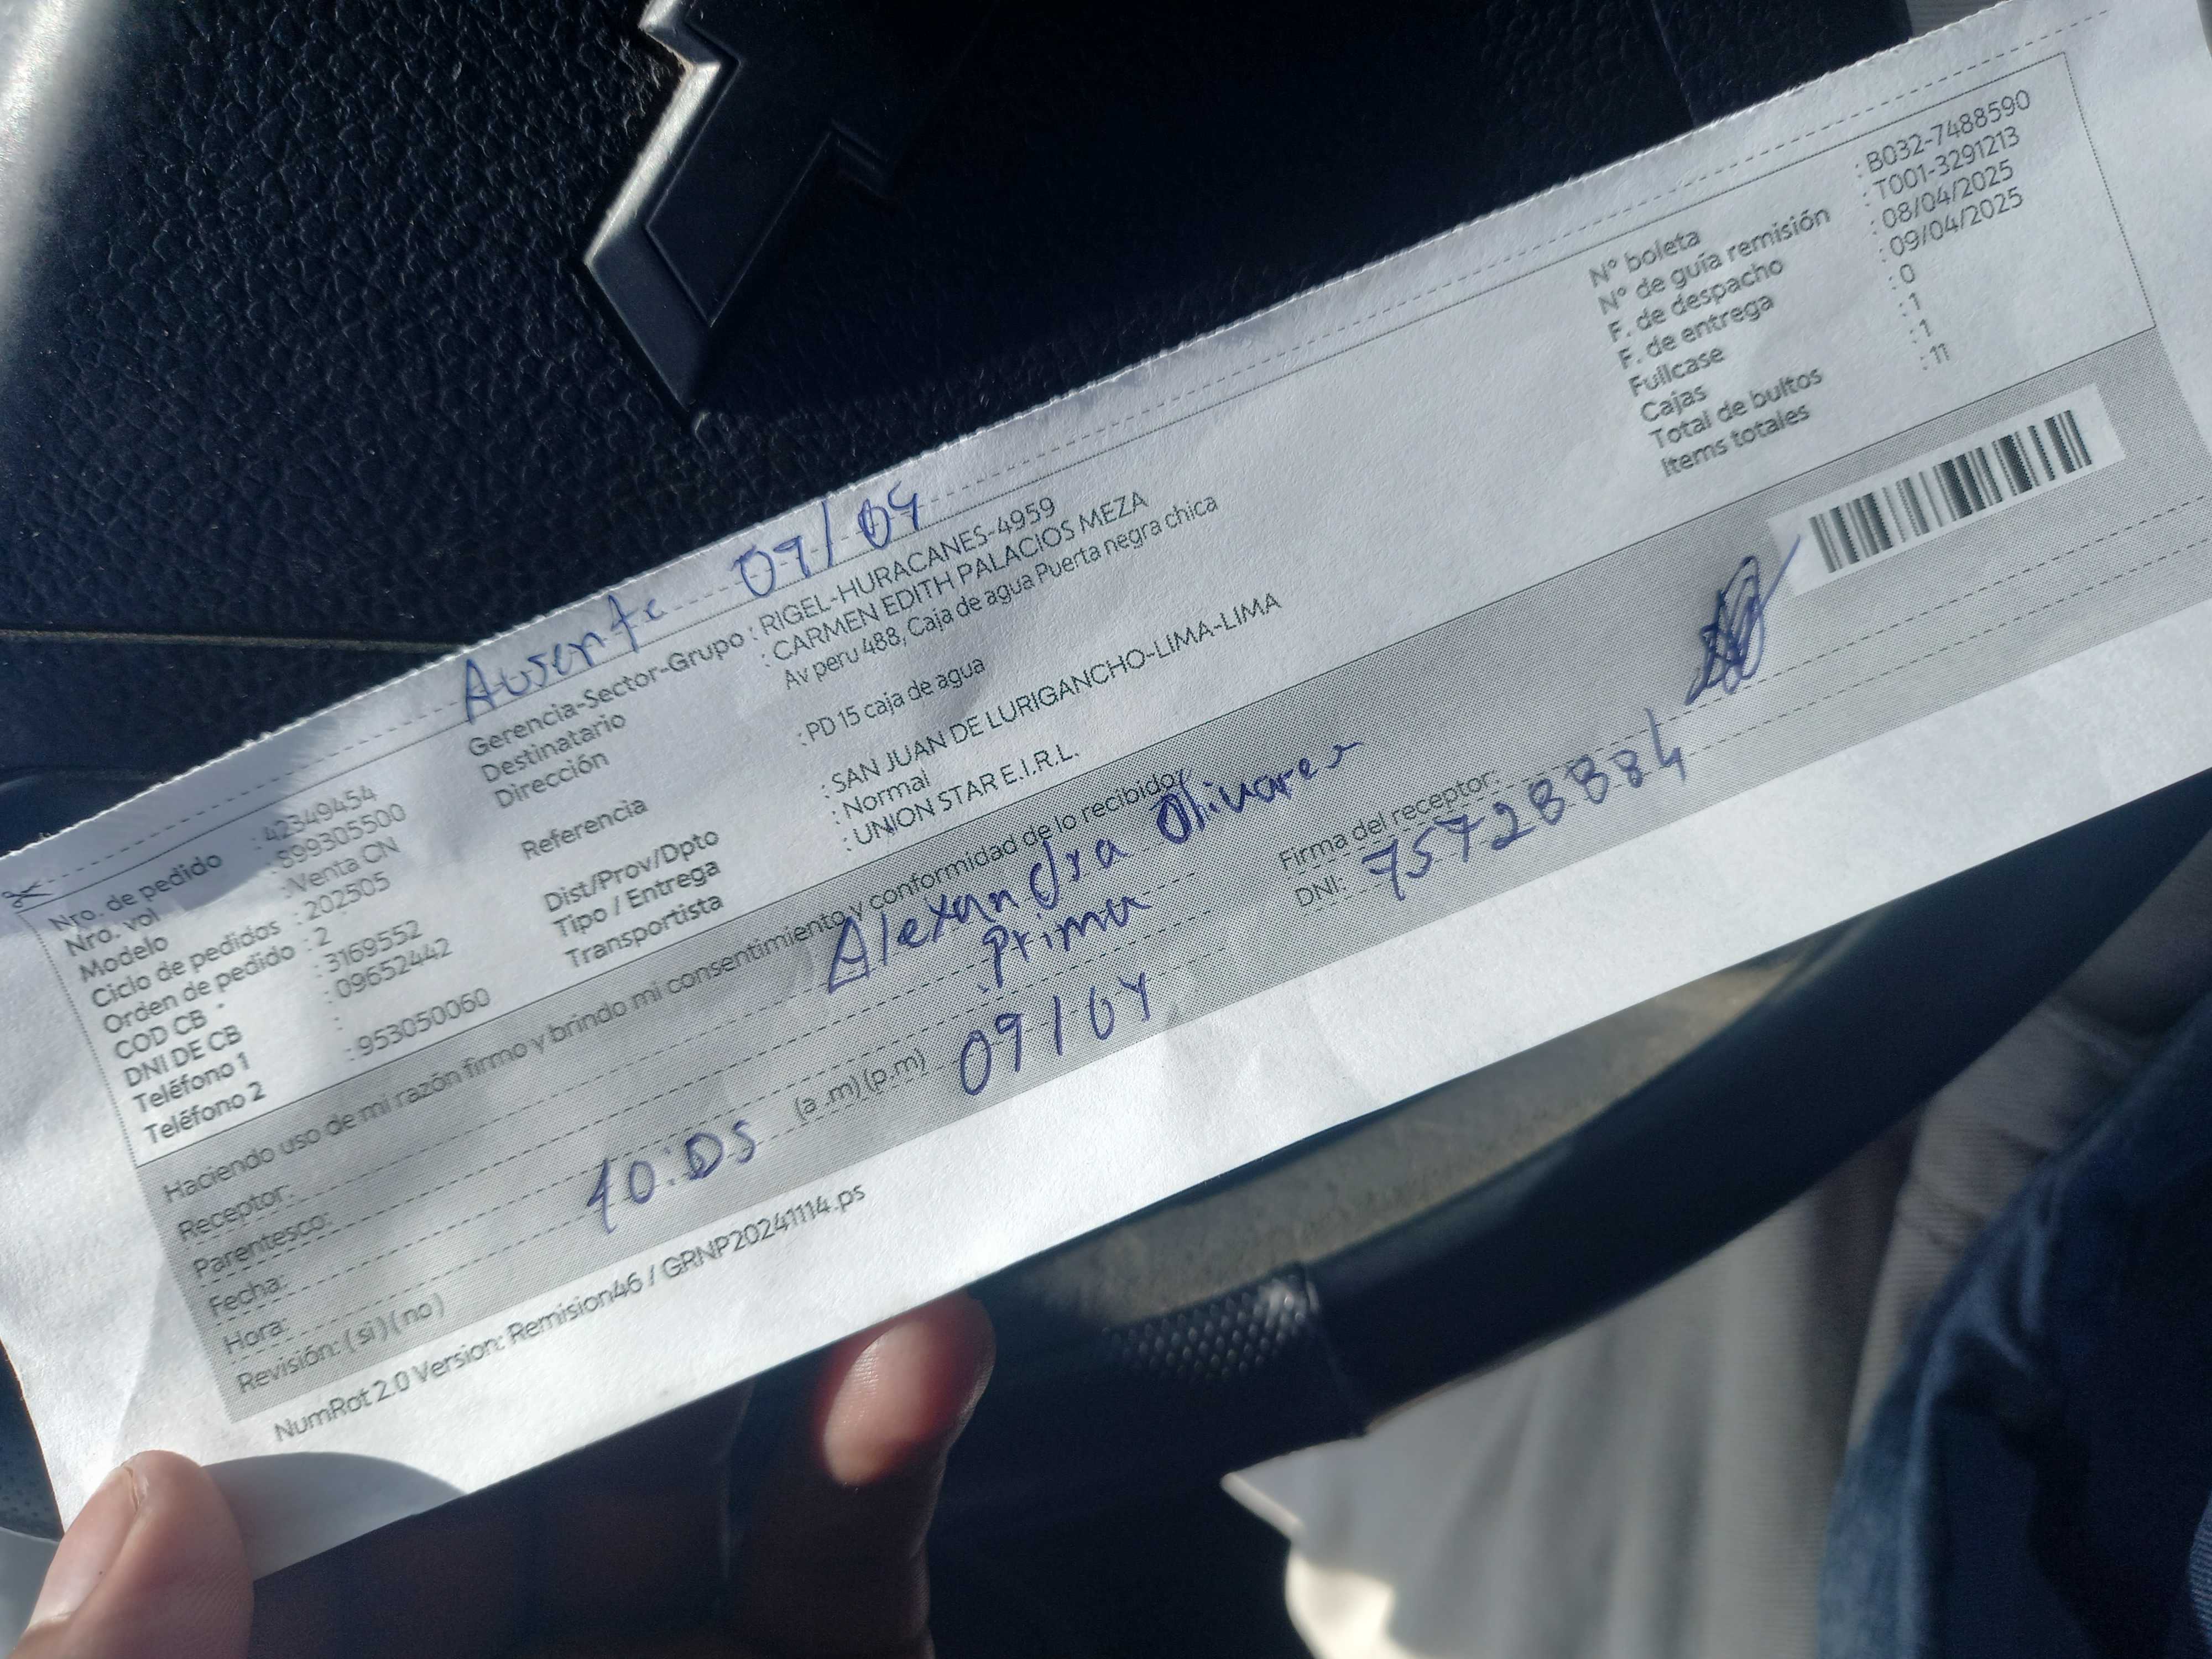 Ausente 09/04
Nro. de pedido : 42349454
Nro. vol : 899305500
Modelo : Venta CN
Ciclo de pedidos : 202505
Orden de pedido : 2
COD CB : 3169552
DNI DE CB : 09652442
Teléfono 1 :
Teléfono 2 : 953050060
Gerencia-Sector-Grupo : RIGEL-HURACANES-4959
Destinatario : CARMEN EDITH PALACIOS MEZA
Dirección Av peru 488, Caja de agua Puerta negra chica
Referencia : PD 15 caja de agua
Dist/Prov/Dpto : SAN JUAN DE LURIGANCHO-LIMA-LIMA
Tipo / Entrega : Normal
Transportista : UNION STAR E.I.R.L.
N° boleta : B032-7488590
N° de guía remisión : T001-3291213
F. de despacho : 08/04/2025
F. de entrega : 09/04/2025
Fullcase : 0
Cajas : 1
Total de bultos : 1
Items totales : 11
Haciendo uso de mi razón firmo y brindo mi consentimiento y conformidad de lo recibido:
Receptor: Alexandra Olivares
Parentesco: Prima
Fecha: 09/04
Hora: 10:05 (a .m) (p.m)
Revisión: ( si ) ( no )
Firma del receptor:
DNI: 75728884
NumRot 2.0 Version: Remision46 / GRNP20241114.ps